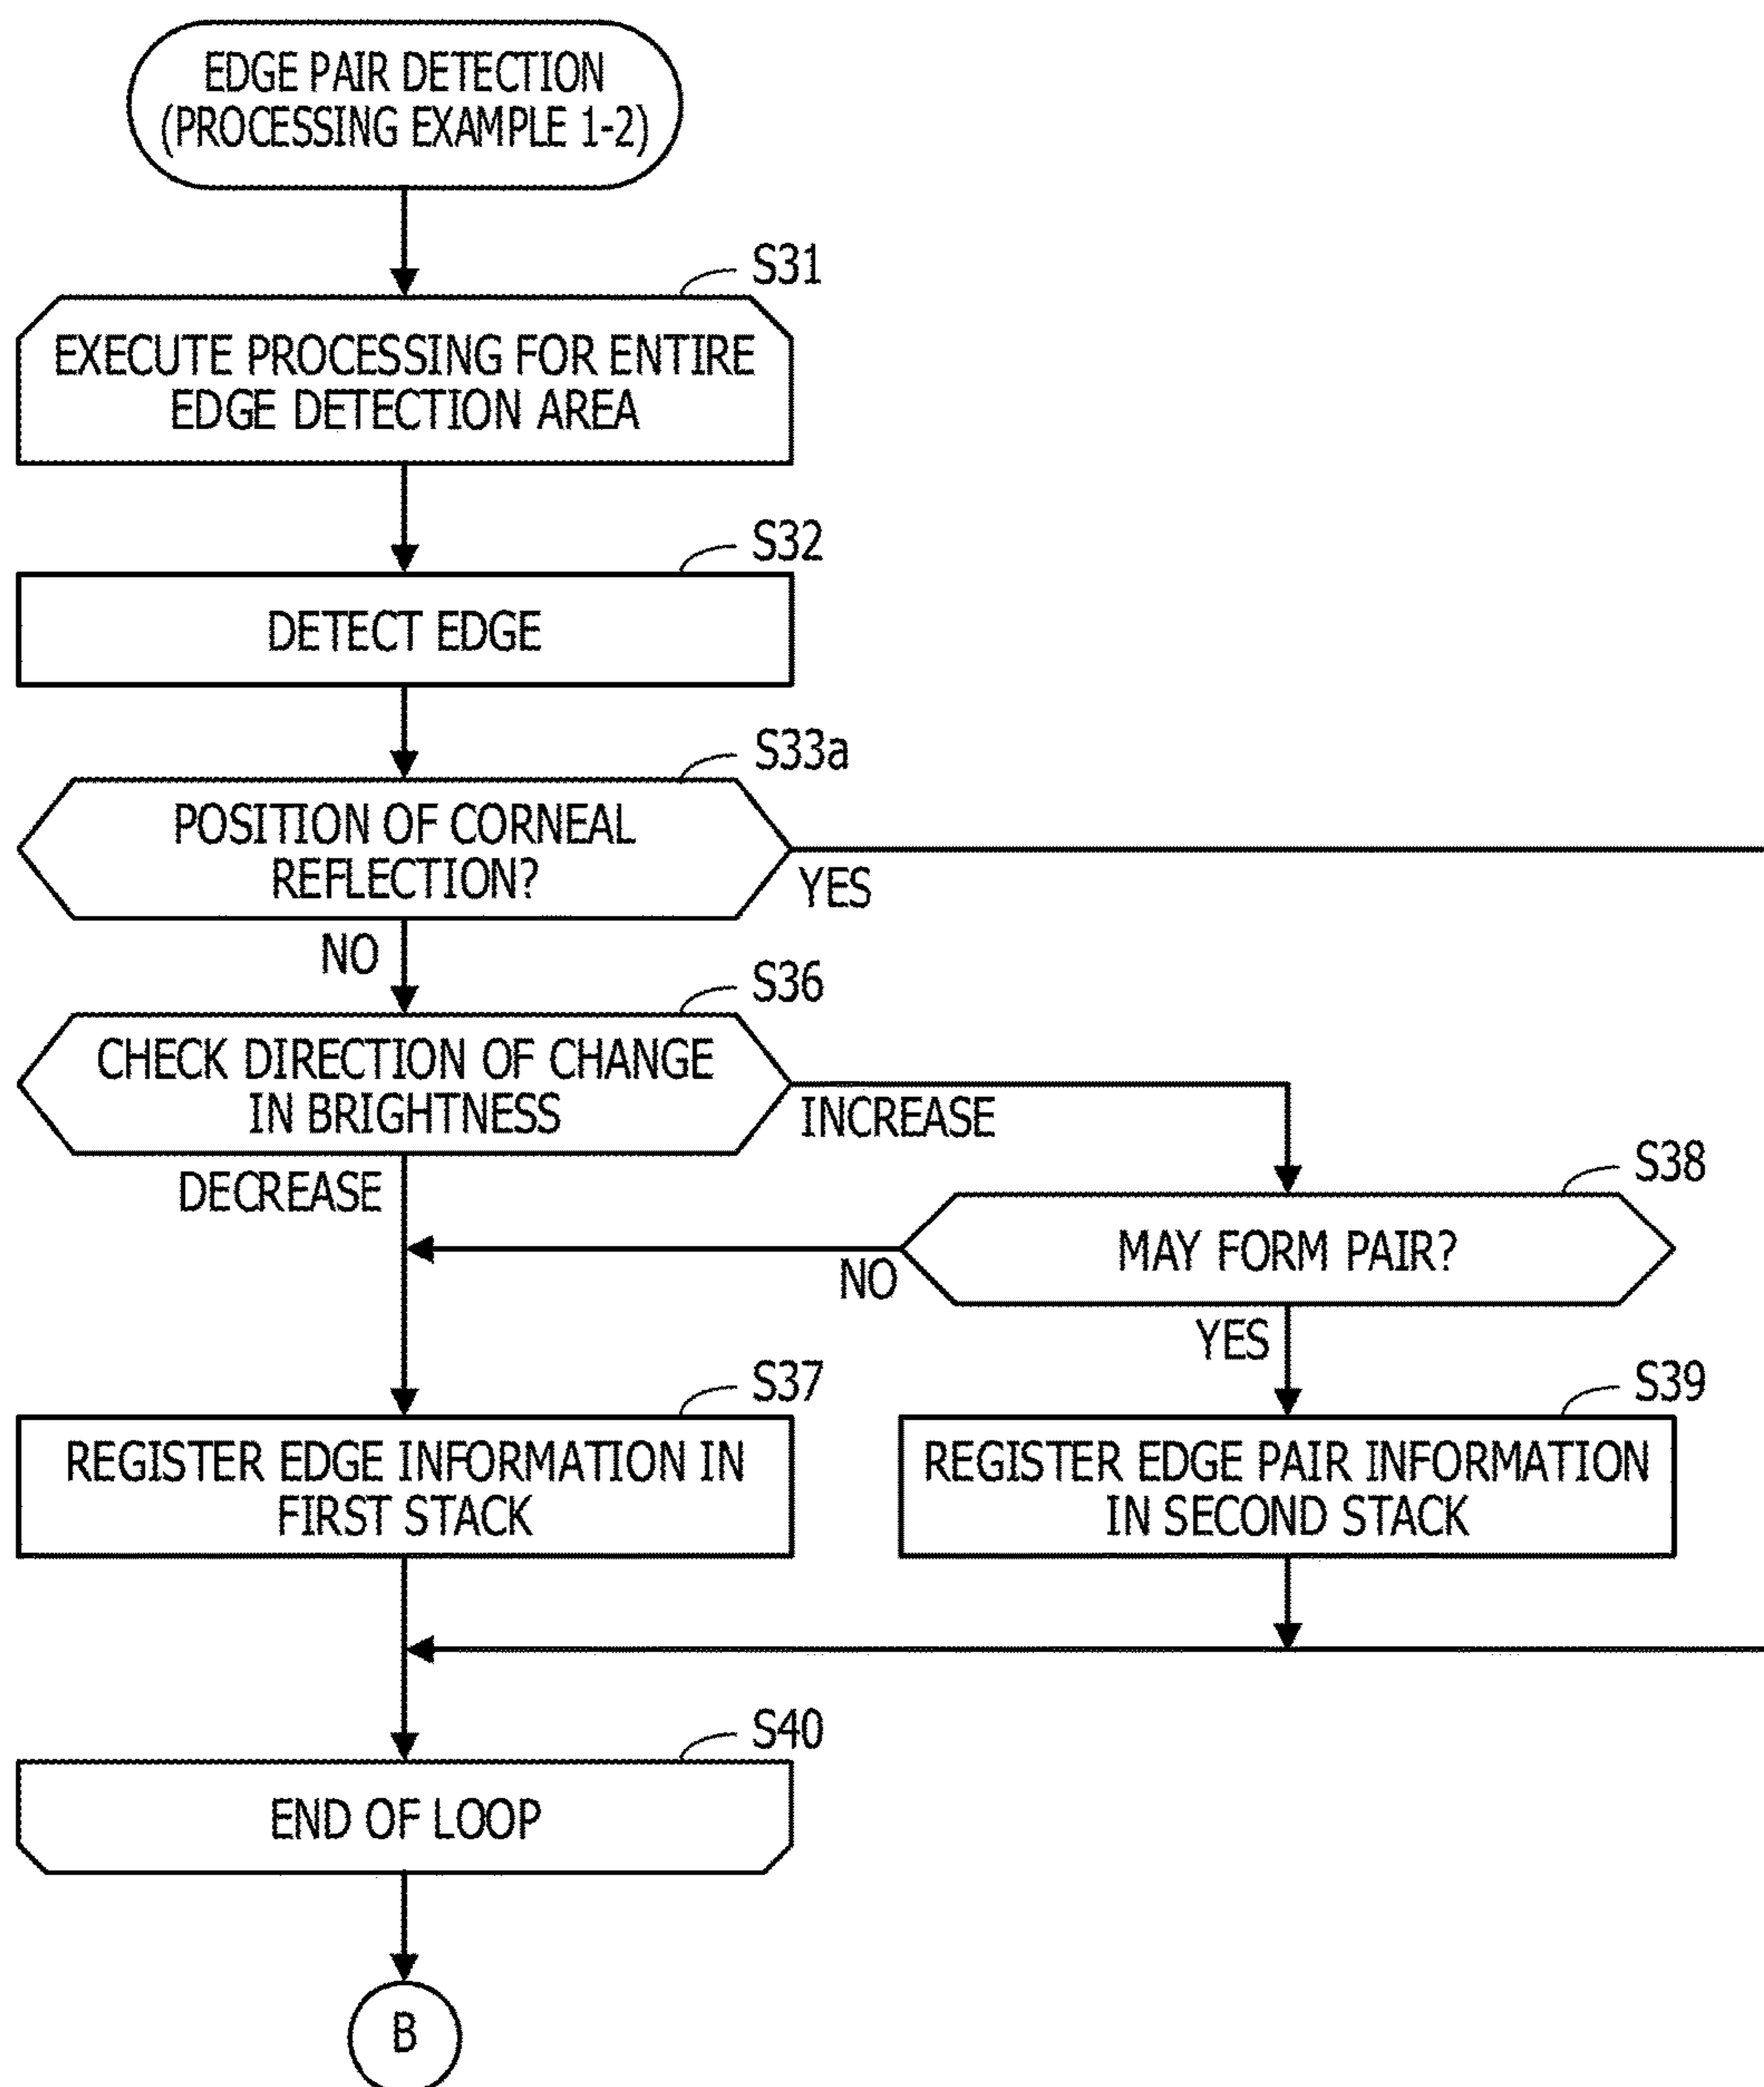 EDGE PAIR DETECTION
(PROCESSING EXAMPLE 1-2)
S31
EXECUTE PROCESSING FOR ENTIRE
EDGE DETECTION AREA
S32
DETECT EDGE
S33a
POSITION OF CORNEAL
REFLECTION?
YES
NO
S36
CHECK DIRECTION OF CHANGE
IN BRIGHTNESS
INCREASE
DECREASE
S38
MAY FORM PAIR?
NO
YES
S37
REGISTER EDGE INFORMATION IN
FIRST STACK
S39
REGISTER EDGE PAIR INFORMATION
IN SECOND STACK
S40
END OF LOOP
B